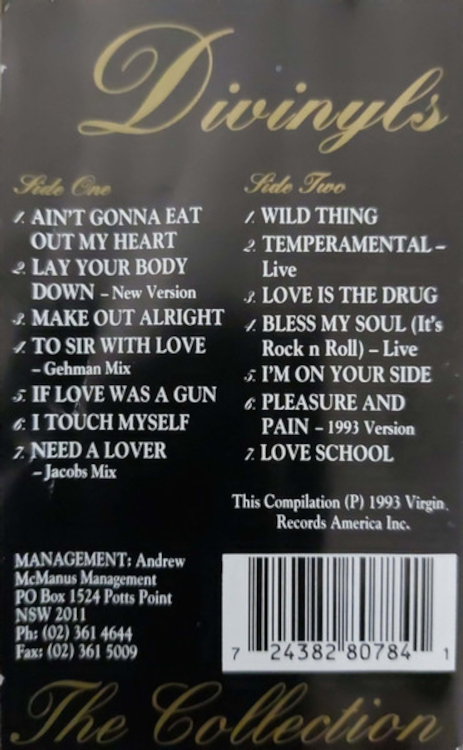 Divinyls
Side One
1. AIN'T GONNA EAT
OUT MY HEART
2. LAY YOUR BODY
DOWN – New Version
3. MAKE OUT ALRIGHT
4. TO SIR WITH LOVE
– Gehman Mix
5. IF LOVE WAS A GUN
6. I TOUCH MYSELF
7. NEED A LOVER
– Jacobs Mix
Side Two
1. WILD THING
2. TEMPERAMENTAL –
Live
3. LOVE IS THE DRUG
4. BLESS MY SOUL (It's
Rock n Roll) – Live
5. I'M ON YOUR SIDE
6. PLEASURE AND
PAIN – 1993 Version
7. LOVE SCHOOL
This Compilation (P) 1993 Virgin
Records America Inc.
MANAGEMENT: Andrew
McManus Management
PO Box 1524 Potts Point
NSW 2011
Ph: (02) 361 4644
Fax: (02) 361 5009
7 24382 80784 1
The Collection